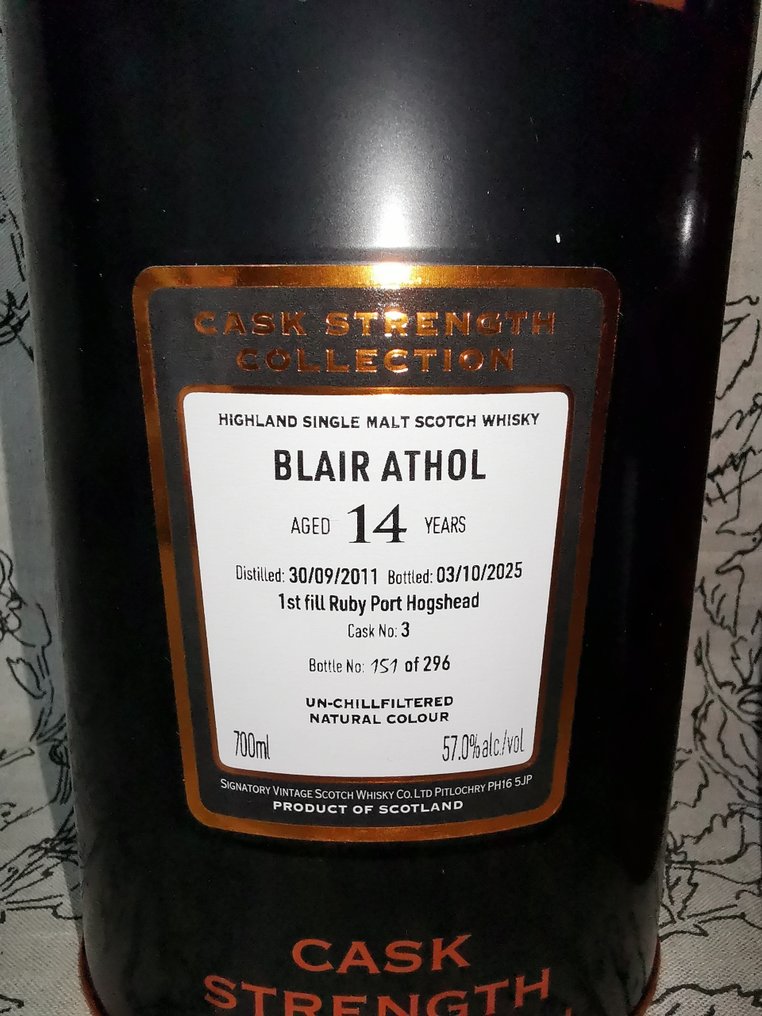 CASK STRENGTH
COLLECTION
HIGHLAND SINGLE MALT SCOTCH WHISKY
BLAIR ATHOL
AGED 14 YEARS
Distilled: 30/09/2011 Bottled: 03/10/2025
1st fill Ruby Port Hogshead
Cask No: 3
Bottle No: 151 of 296
UN-CHILLFILTERED
NATURAL COLOUR
700ml 57.0%alc./vol
SIGNATORY VINTAGE SCOTCH WHISKY CO. LTD PITLOCHRY PH16 5JP
PRODUCT OF SCOTLAND
CASK
STRENGTH